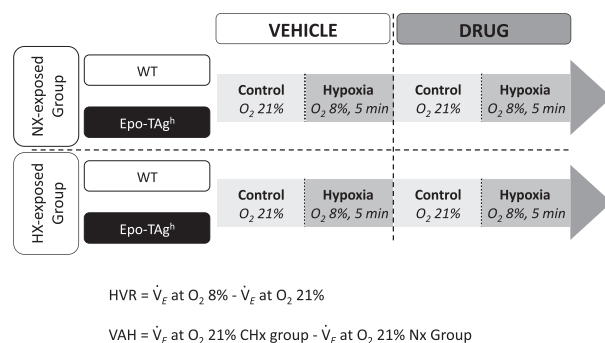 VEHICLE DRUG
NX-exposed Group
WT
Epo-TAgʰ
Control Hypoxia Control Hypoxia
O₂ 21% O₂ 8%, 5 min O₂ 21% O₂ 8%, 5 min
HX-exposed Group
WT
Epo-TAgʰ
Control Hypoxia Control Hypoxia
O₂ 21% O₂ 8%, 5 min O₂ 21% O₂ 8%, 5 min
HVR = V̇E at O₂ 8% - V̇E at O₂ 21%
VAH = V̇E at O₂ 21% CHx group - V̇E at O₂ 21% Nx Group